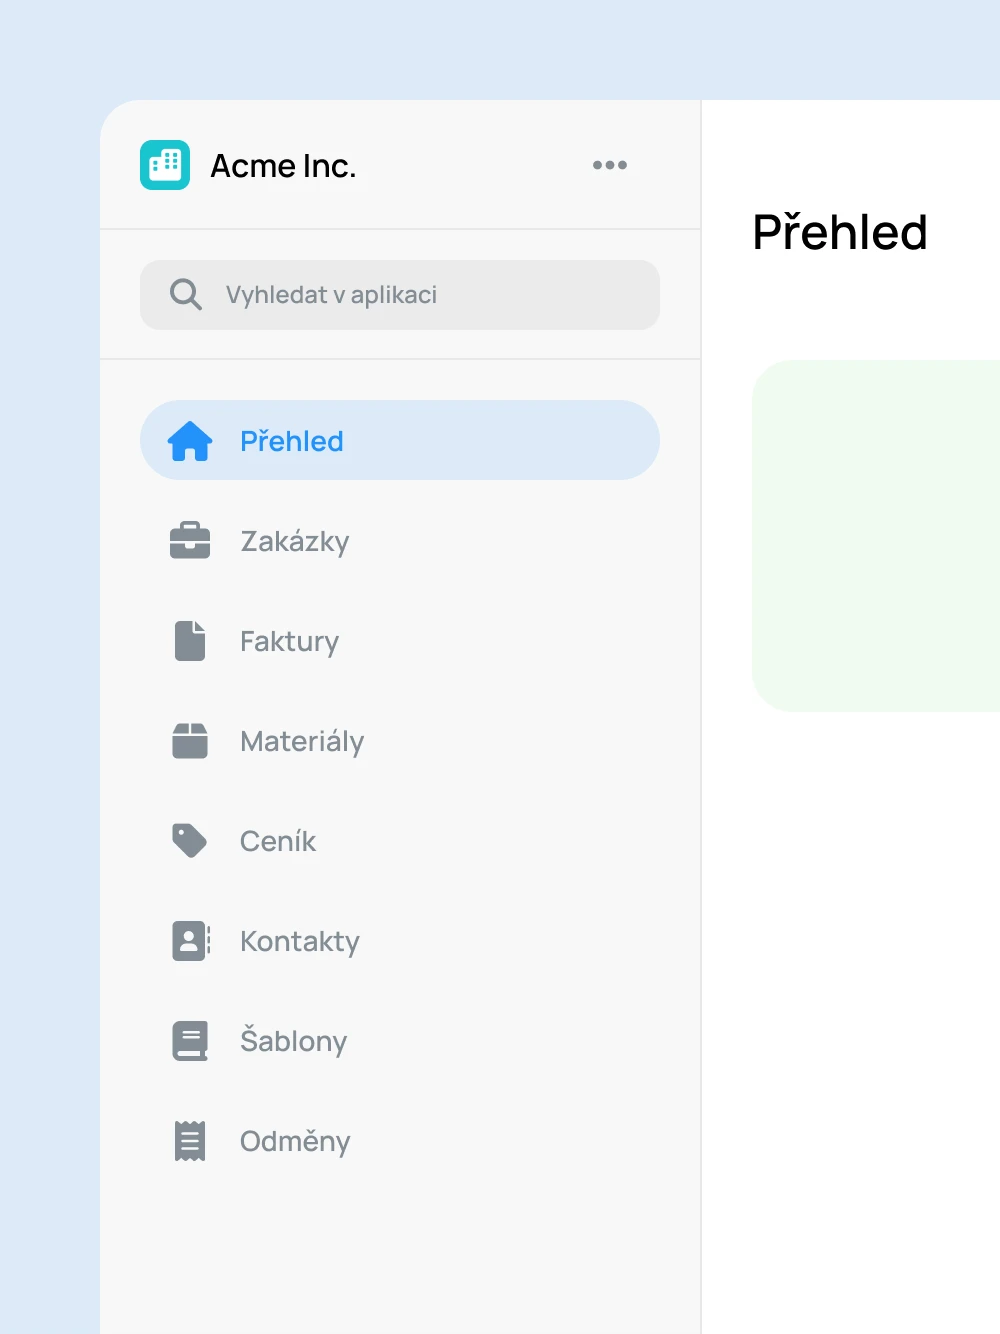 Acme Inc.
Přehled
Vyhledat v aplikaci
Přehled
Zakázky
Faktury
Materiály
Ceník
Kontakty
Šablony
Odměny